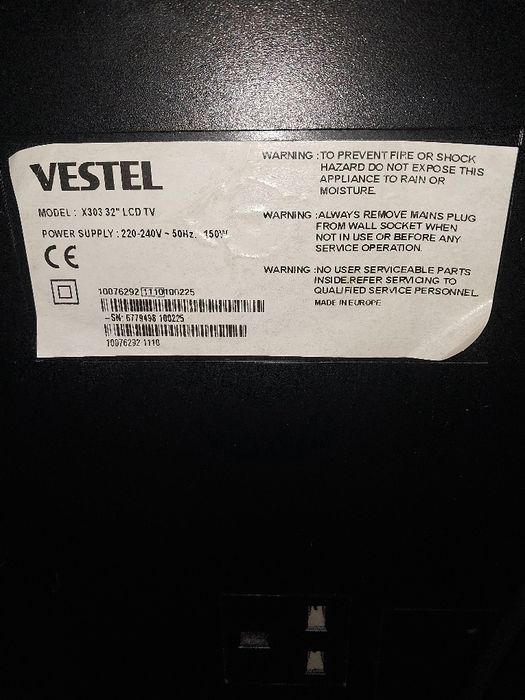 VESTEL
MODEL : X303 32" LCD TV
POWER SUPPLY : 220-240V ~ 50Hz. 150W
CE
10076292 1110 100225
-SN: 6779498 100225
10076292 1110
WARNING :TO PREVENT FIRE OR SHOCK
HAZARD DO NOT EXPOSE THIS
APPLIANCE TO RAIN OR
MOISTURE.
WARNING :ALWAYS REMOVE MAINS PLUG
FROM WALL SOCKET WHEN
NOT IN USE OR BEFORE ANY
SERVICE OPERATION.
WARNING :NO USER SERVICEABLE PARTS
INSIDE.REFER SERVICING TO
QUALIFIED SERVICE PERSONNEL.
MADE IN EUROPE